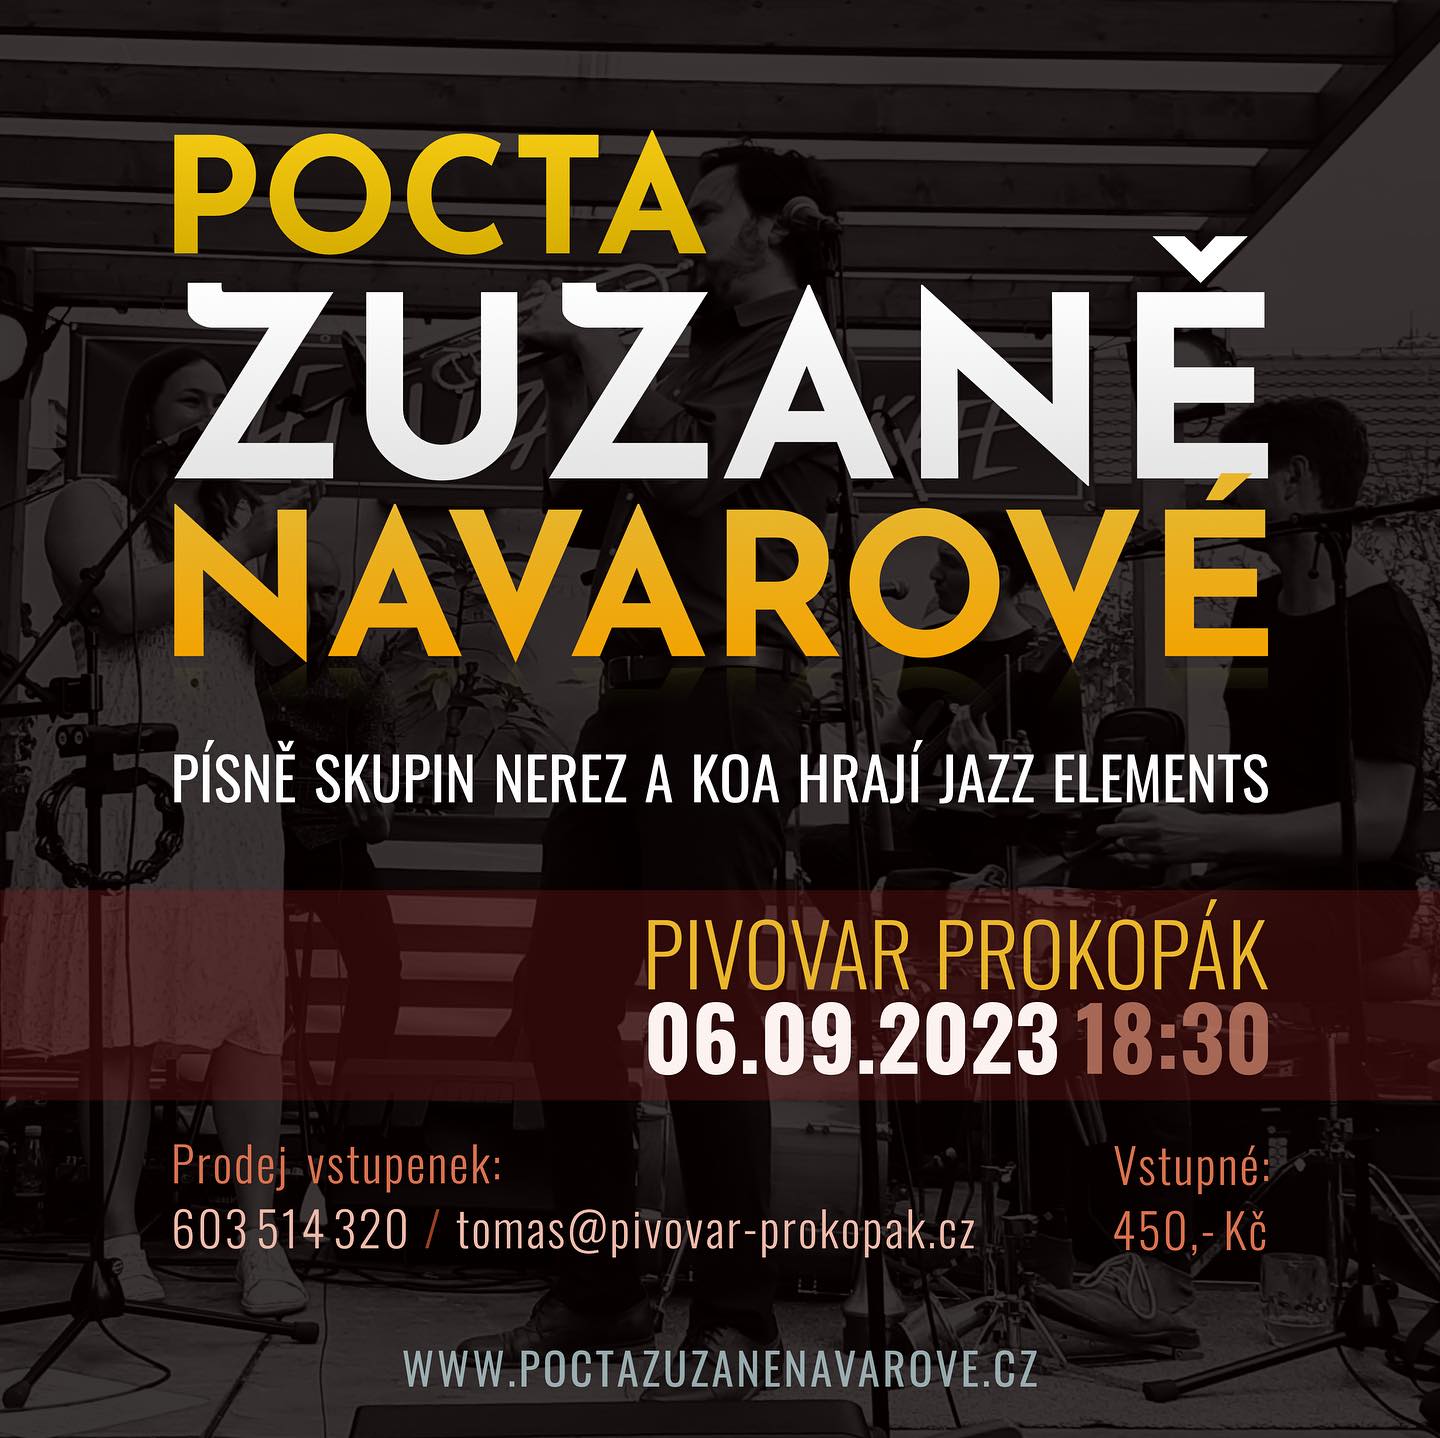 POCTA
ZUZANĚ
NAVAROVÉ
PÍSNĚ SKUPIN NEREZ A KOA HRAJÍ JAZZ ELEMENTS
PIVOVAR PROKOPÁK
06.09.2023 18:30
Prodej vstupenek:
603 514 320 / tomas@pivovar-prokopak.cz
Vstupné:
450,- Kč
WWW.POCTAZUZANENAVAROVE.CZ